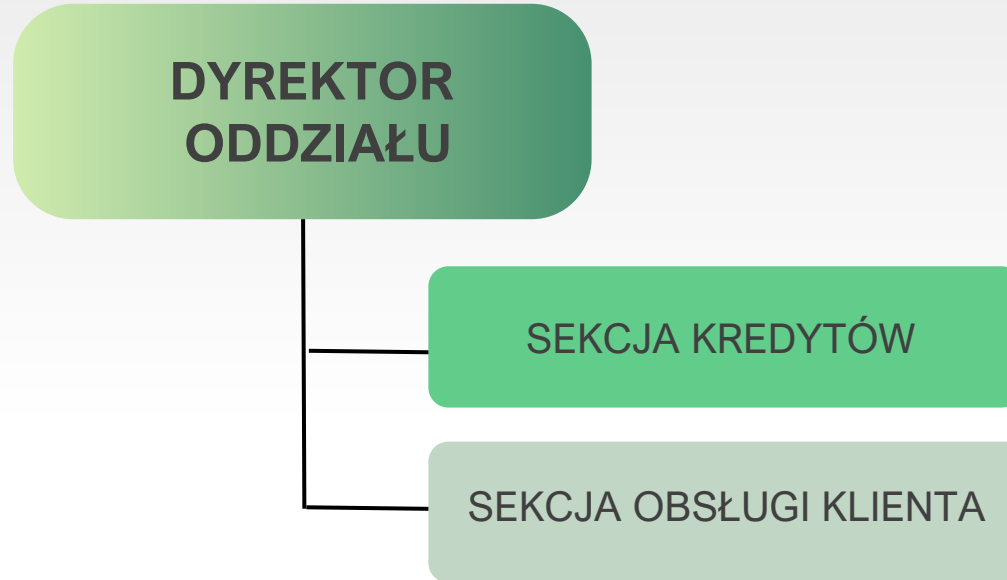 DYREKTOR
ODDZIAŁU
SEKCJA KREDYTÓW
SEKCJA OBSŁUGI KLIENTA